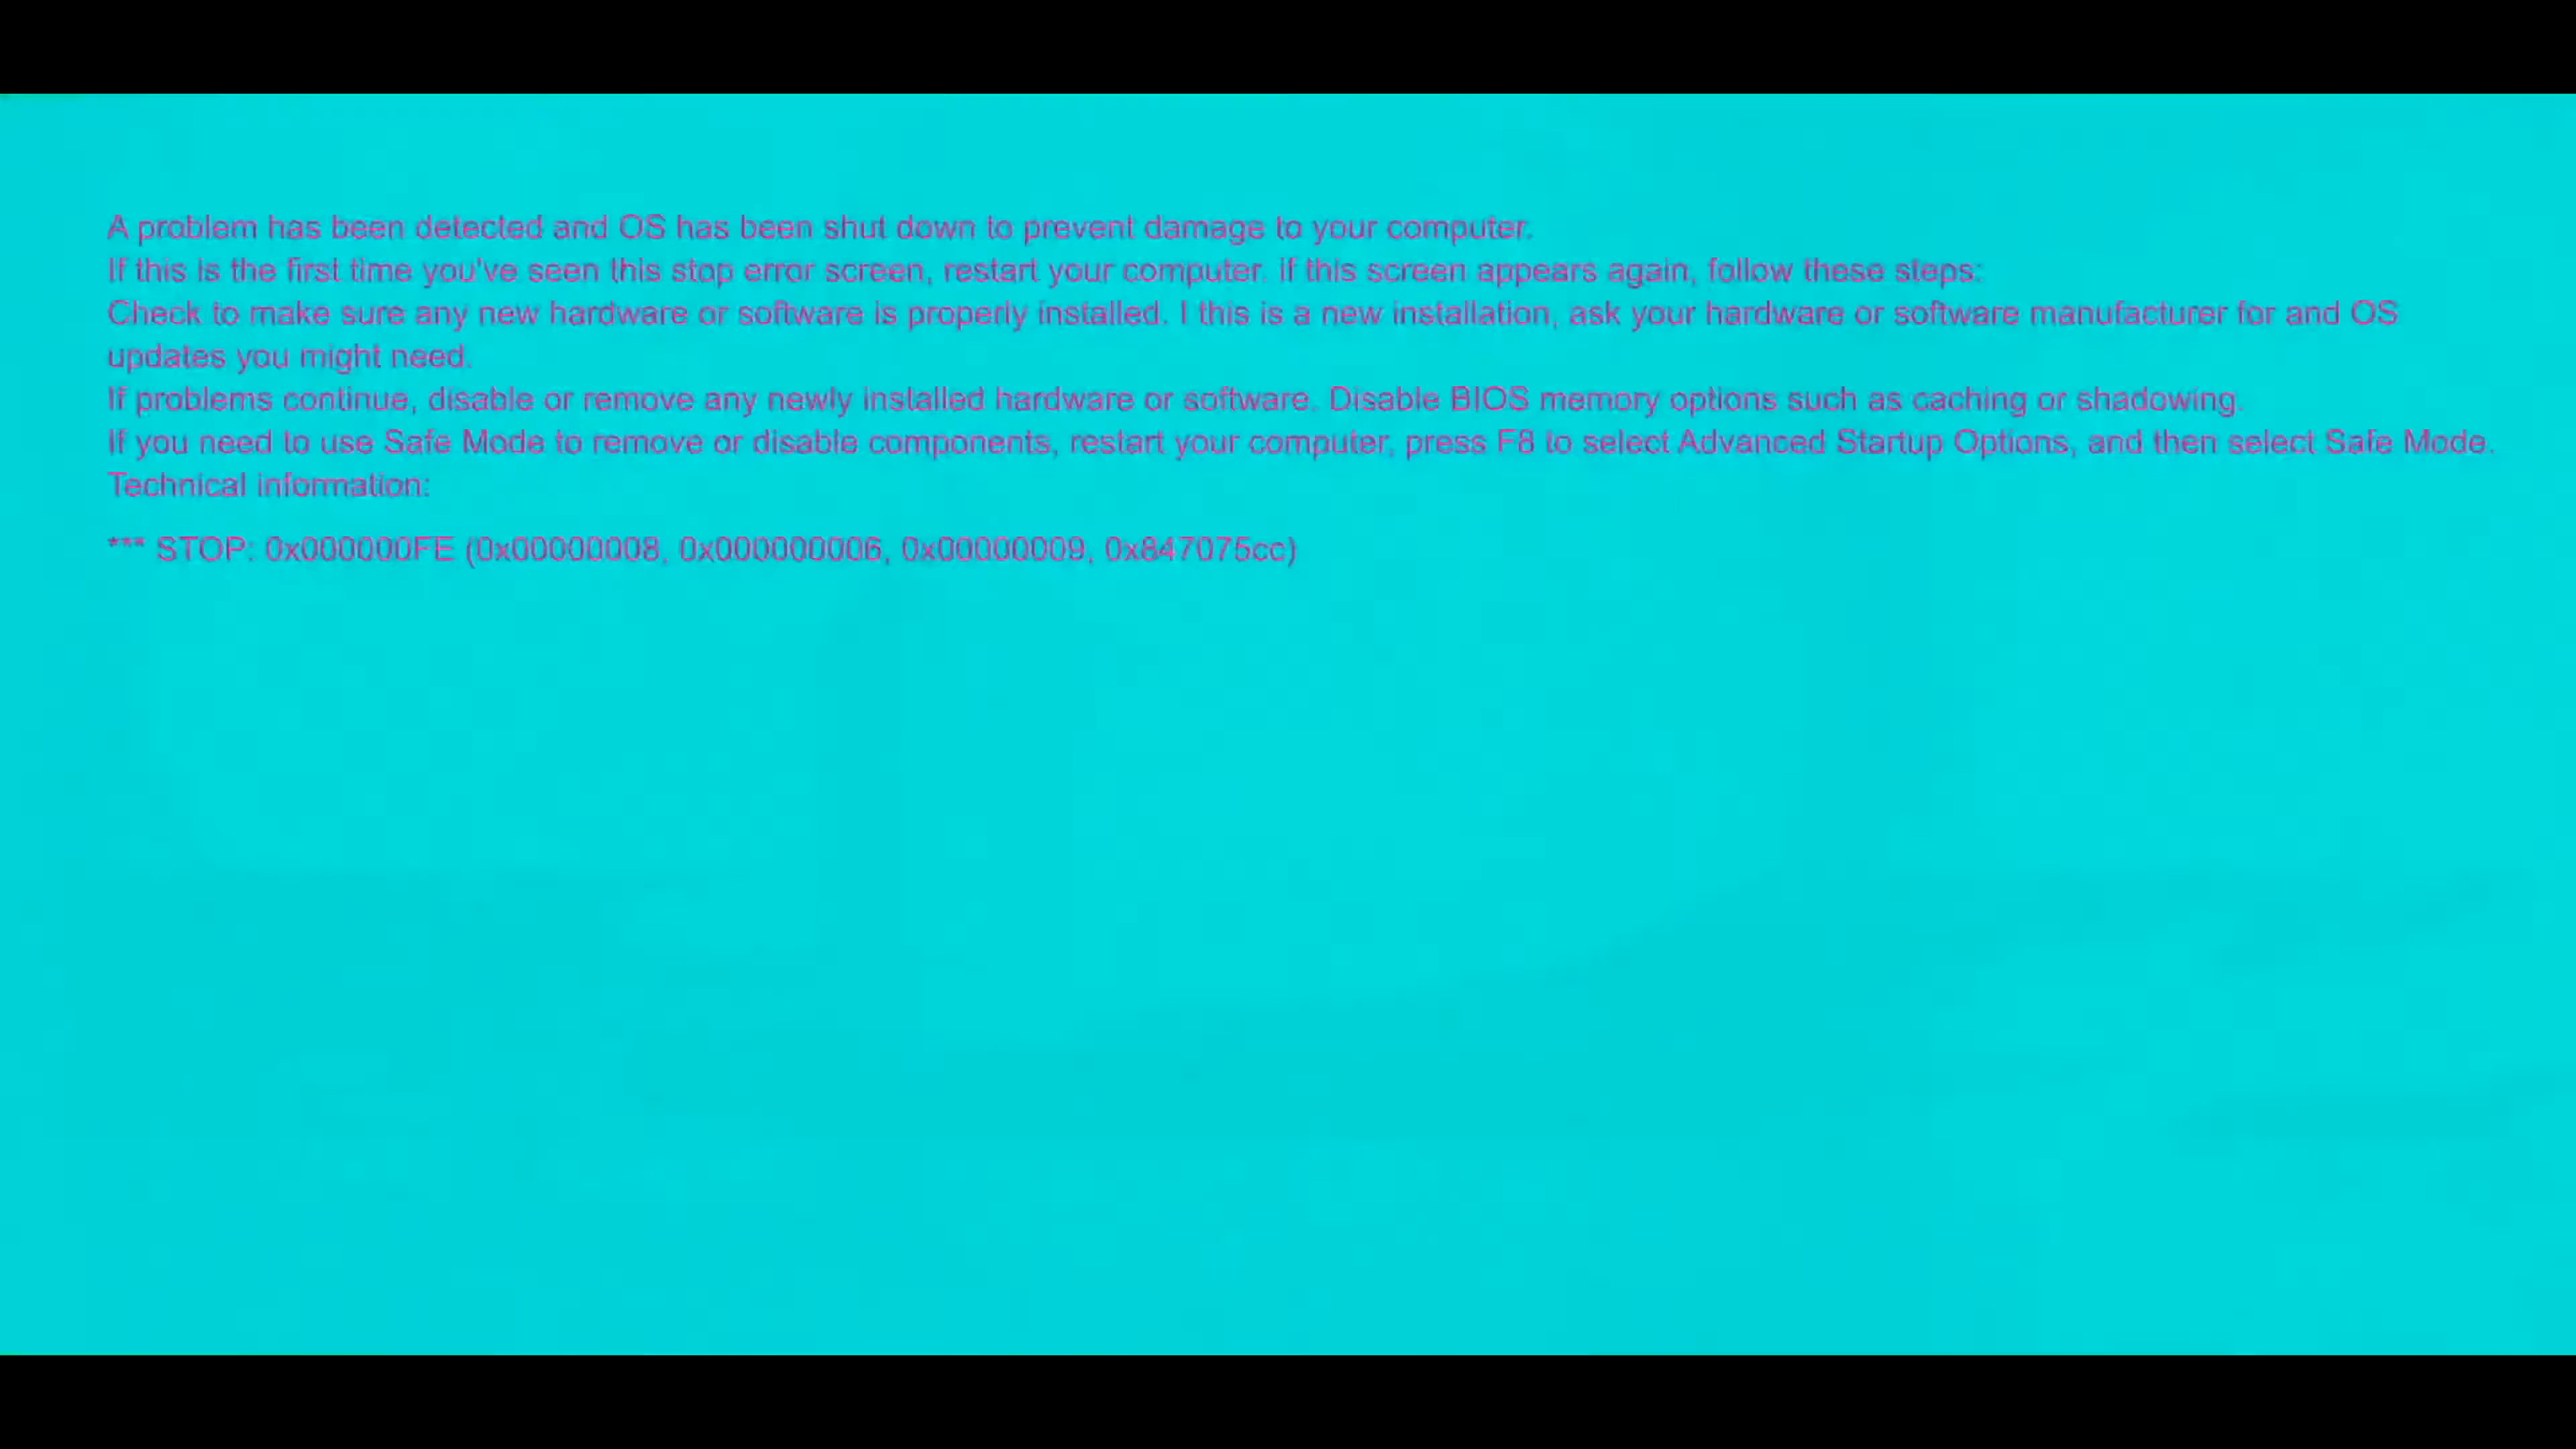 A problem has been detected and OS has been shut down to prevent damage to your computer.
If this is the first time you've seen this stop error screen, restart your computer. if this screen appears again, follow these steps:
Check to make sure any new hardware or software is properly installed. I this is a new installation, ask your hardware or software manufacturer for and OS
updates you might need.
If problems continue, disable or remove any newly installed hardware or software. Disable BIOS memory options such as caching or shadowing.
If you need to use Safe Mode to remove or disable components, restart your computer, press F8 to select Advanced Startup Options, and then select Safe Mode.
Technical information:
*** STOP: 0x000000FE (0x00000008, 0x000000006, 0x00000009, 0x847075cc)